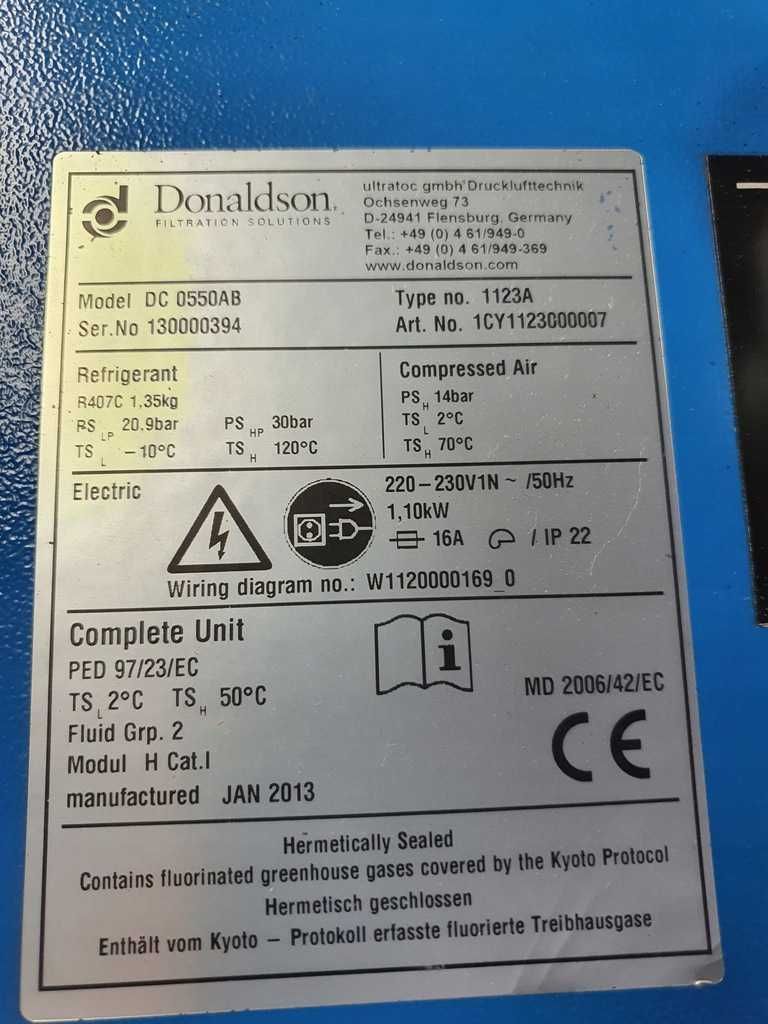 Donaldson.
FILTRATION SOLUTIONS
ultratoc gmbh Drucklufttechnik
Ochsenweg 73
D-24941 Flensburg, Germany
Tel.: +49 (0) 4 61/949-0
Fax.: +49 (0) 4 61/949-369
www.donaldson.com
Model DC 0550AB Type no. 1123A
Ser.No 130000394 Art. No. 1CY1123000007
Refrigerant
R407C 1,35kg
PS LP 20.9bar PS HP 30bar
TS L –10°C TS H 120°C
Compressed Air
PS H 14bar
TS L 2°C
TS H 70°C
Electric
220–230V1N ~ /50Hz
1,10kW
16A / IP 22
Wiring diagram no.: W1120000169_0
Complete Unit
PED 97/23/EC
TS L 2°C TS H 50°C
Fluid Grp. 2
Modul H Cat.I
manufactured JAN 2013
i
MD 2006/42/EC
CE
Hermetically Sealed
Contains fluorinated greenhouse gases covered by the Kyoto Protocol
Hermetisch geschlossen
Enthält vom Kyoto – Protokoll erfasste fluorierte Treibhausgase